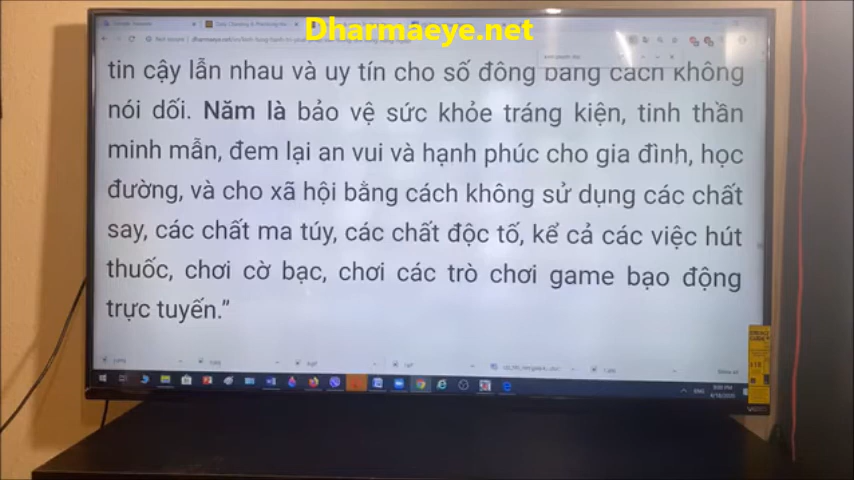 Dharmaeye.net
tin cậy lẫn nhau và uy tín cho số đông bằng cách không
nói dối. Năm là bảo vệ sức khỏe tráng kiện, tinh thần
minh mẫn, đem lại an vui và hạnh phúc cho gia đình, học
đường, và cho xã hội bằng cách không sử dụng các chất
say, các chất ma túy, các chất độc tố, kể cả các việc hút
thuốc, chơi cờ bạc, chơi các trò chơi game bạo động
trực tuyến.”
Show all
ENG
VIZIO